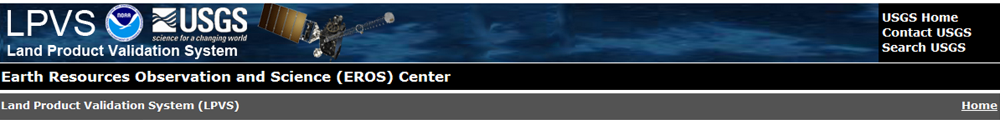 LPVS NOAA USGS
science for a changing world
Land Product Validation System
USGS Home
Contact USGS
Search USGS
Earth Resources Observation and Science (EROS) Center
Land Product Validation System (LPVS)
Home